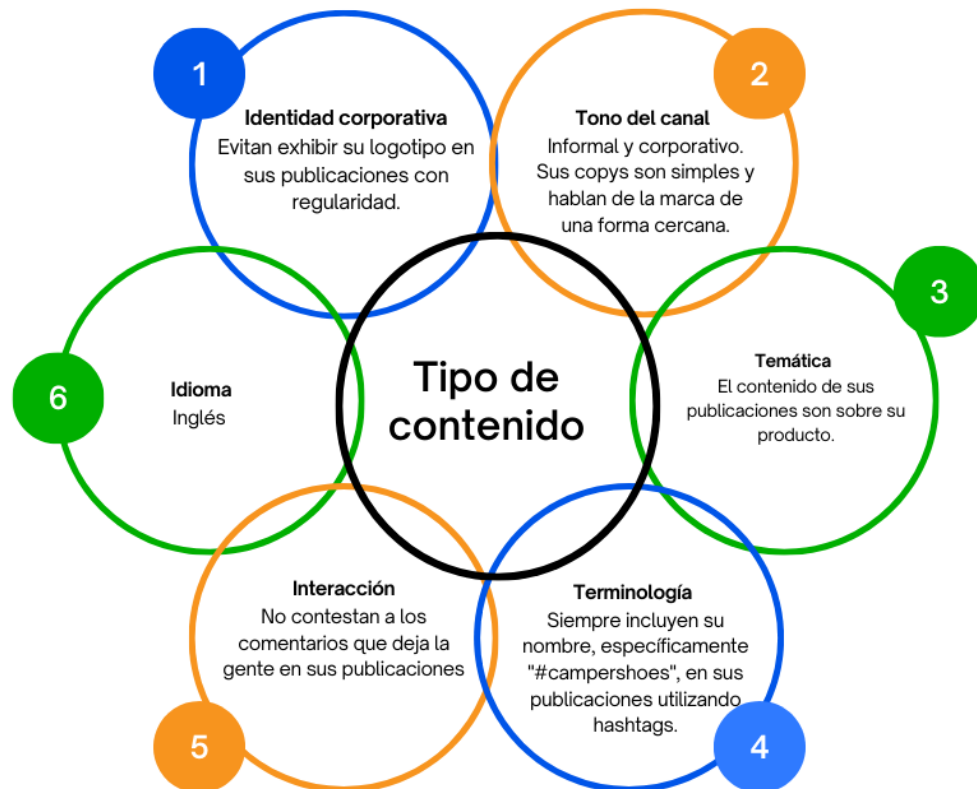 1
Identidad corporativa
Evitan exhibir su logotipo en
sus publicaciones con
regularidad.
2
Tono del canal
Informal y corporativo.
Sus copys son simples y
hablan de la marca de
una forma cercana.
3
Temática
El contenido de sus
publicaciones son sobre su
producto.
Tipo de
contenido
6
Idioma
Inglés
5
Interacción
No contestan a los
comentarios que deja la
gente en sus publicaciones
4
Terminología
Siempre incluyen su
nombre, específicamente
"#campershoes", en sus
publicaciones utilizando
hashtags.